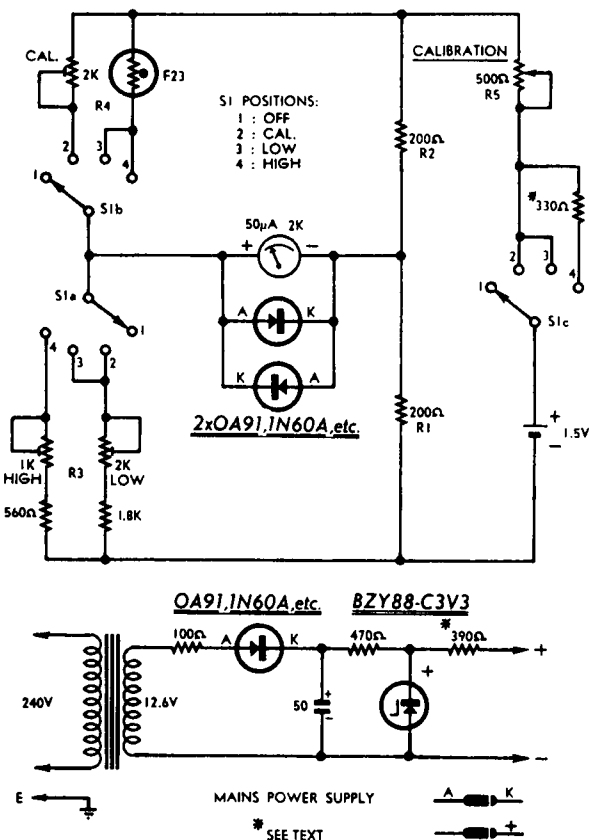 CAL.
2K
R4
F23
S1 POSITIONS:
1 : OFF
2 : CAL.
3 : LOW
4 : HIGH
CALIBRATION
500Ω
R5
200Ω
R2
*330Ω
2
3
4
1
S1b
50µA 2K
+
-
2
3
4
1
S1c
S1a
1
A
K
K
A
4
3
2
2xOA91,1N60A,etc.
200Ω
R1
+
1.5V
-
1K
HIGH
R3
2K
LOW
560Ω
1.8K
OA91,1N60A,etc.
BZY88-C3V3
*
100Ω
A
K
470Ω
390Ω
+
+
240V
12.6V
50
+
-
-
E
MAINS POWER SUPPLY
A
K
* SEE TEXT
+